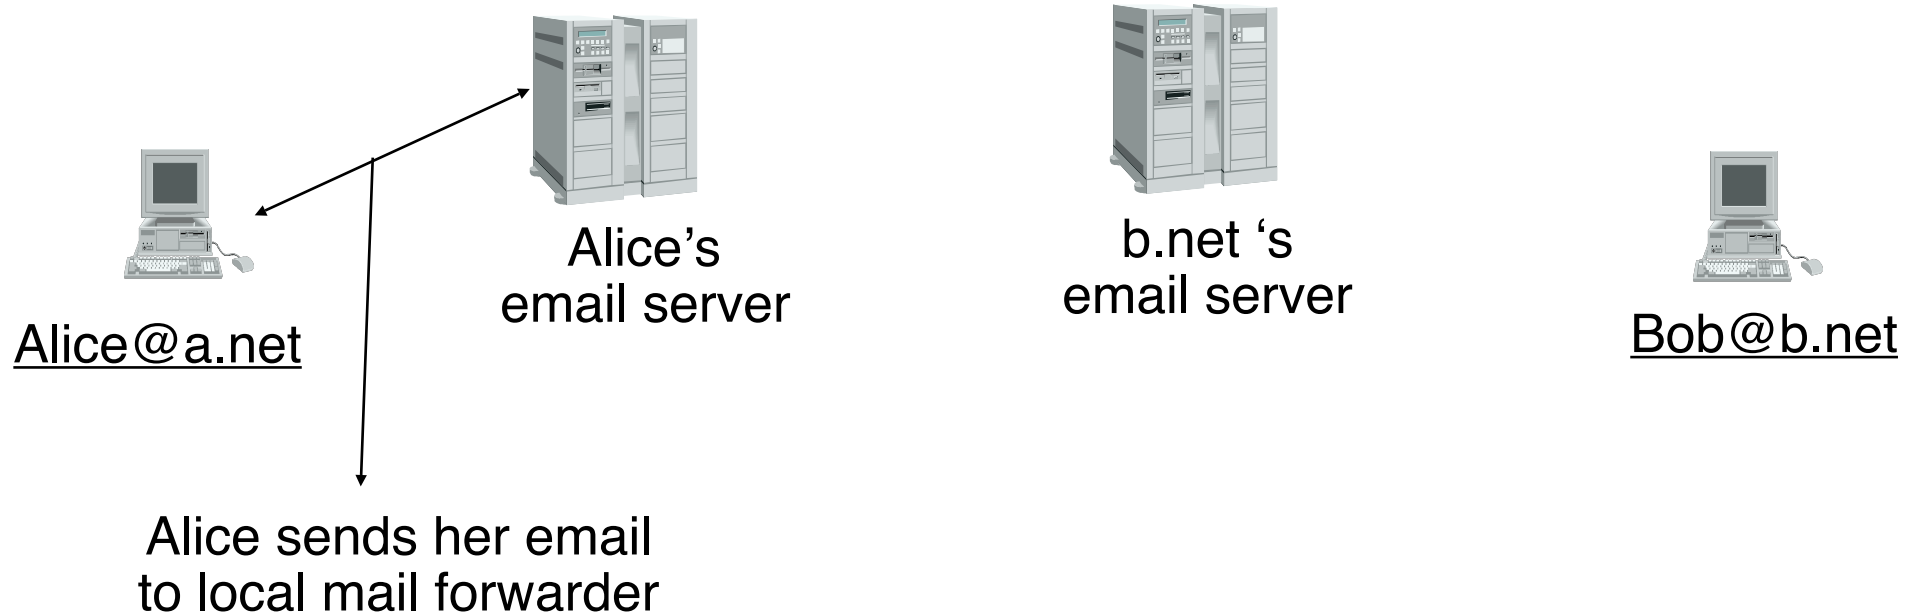 Alice's
email server
b.net ‘s
email server
Alice@a.net
Bob@b.net
Alice sends her email
to local mail forwarder